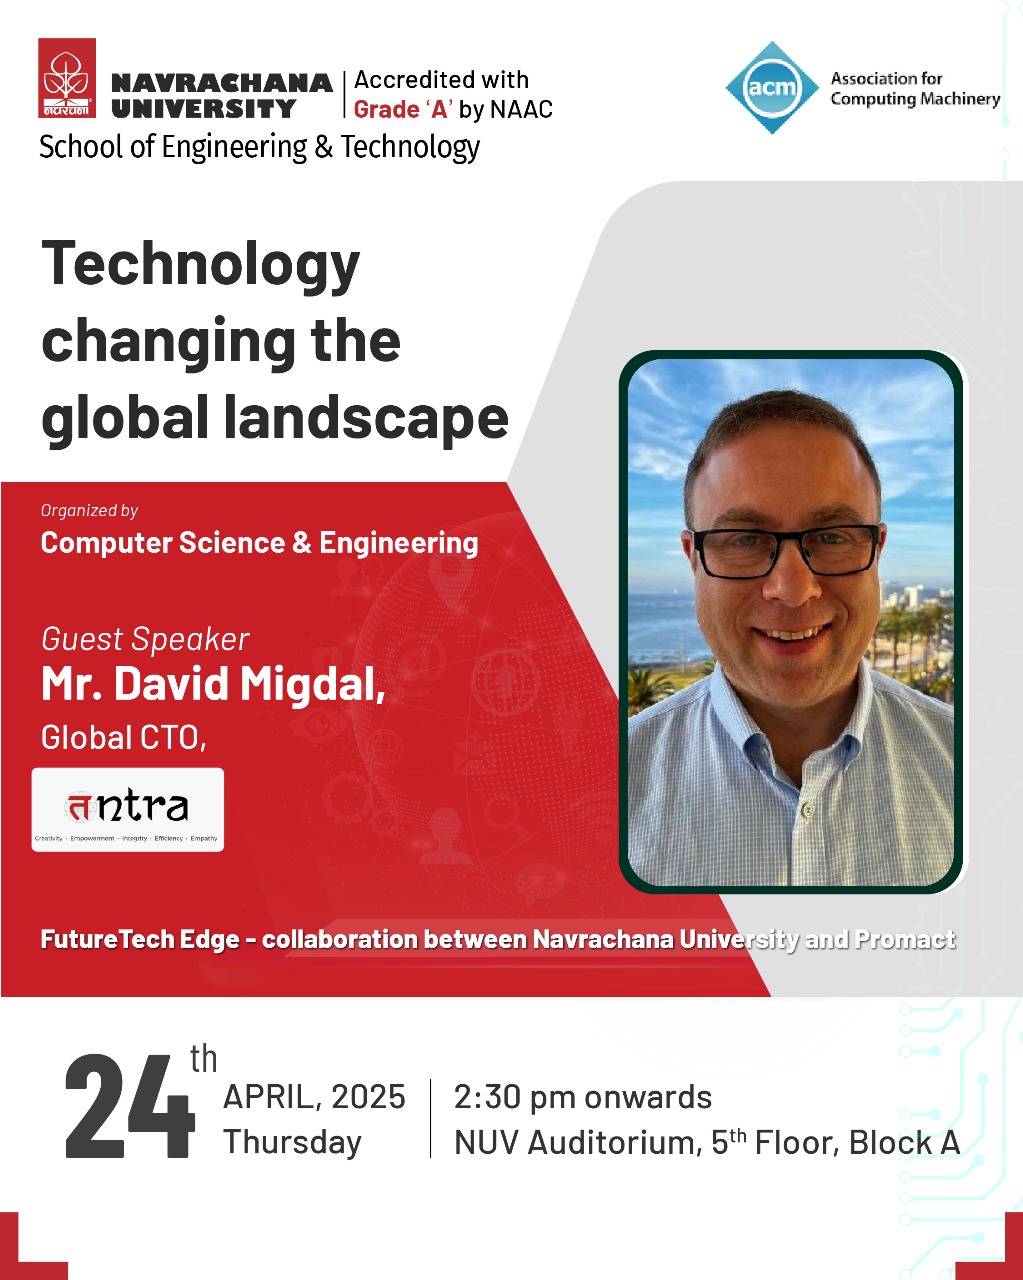 नवरचना
NAVRACHANA
UNIVERSITY
Accredited with
Grade ‘A’ by NAAC
School of Engineering & Technology
acm
Association for
Computing Machinery
Technology
changing the
global landscape
Organized by
Computer Science & Engineering
Guest Speaker
Mr. David Migdal,
Global CTO,
तntra
Creativity · Empowerment · Integrity · Efficiency · Empathy
FutureTech Edge - collaboration between Navrachana University and Promact
24th
APRIL, 2025
Thursday
2:30 pm onwards
NUV Auditorium, 5th Floor, Block A